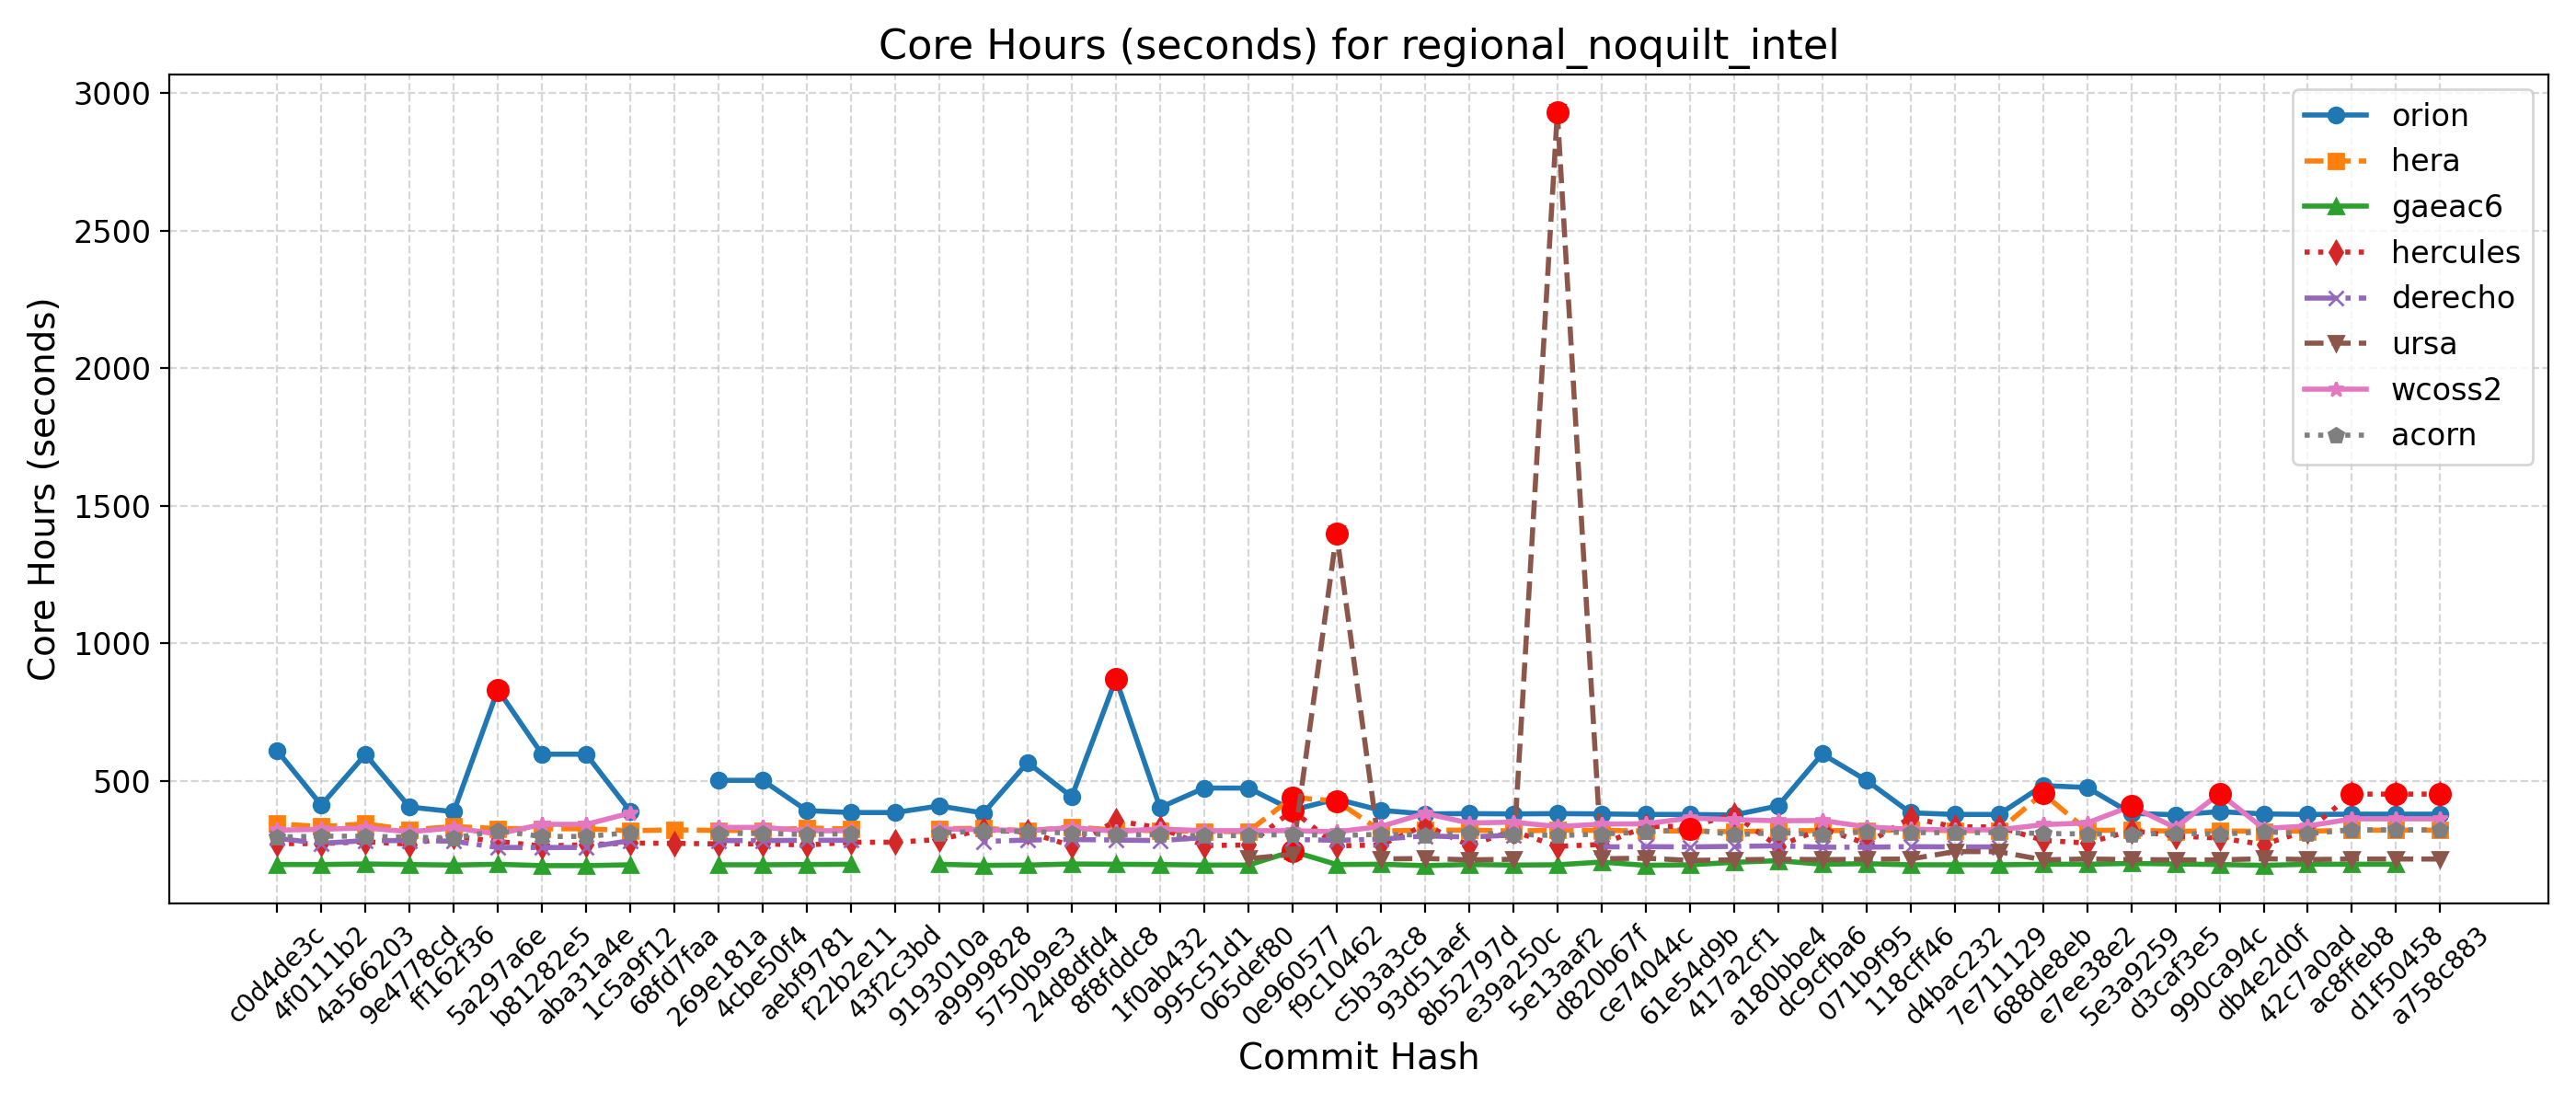 Core Hours (seconds) for regional_noquilt_intel
Core Hours (seconds)
3000
2500
2000
1500
1000
500
orion
hera
gaeac6
hercules
derecho
ursa
wcoss2
acorn
c0d4de3c
4f0111b2
4a566203
9e4778cd
ff162f36
5a297a6e
b81282e5
aba31a4e
1c5a9f12
68fd7faa
269e181a
4cbe50f4
aebf9781
f22b2e11
43f2c3bd
9193010a
a9999828
5750b9e3
24d8dfd4
8f8fddc8
1f0ab432
995c51d1
065def80
0e960577
f9c10462
c5b3a3c8
93d51aef
8b52797d
e39a250c
5e13aaf2
d820b67f
ce74044c
61e54d9b
417a2cf1
a180bbe4
dc9cfba6
071b9f95
118cff46
d4bac232
7e711129
688de8eb
e7ee38e2
5e3a9259
d3caf3e5
990ca94c
db4e2d0f
42c7a0ad
ac8ffeb8
d1f50458
a758c883
Commit Hash